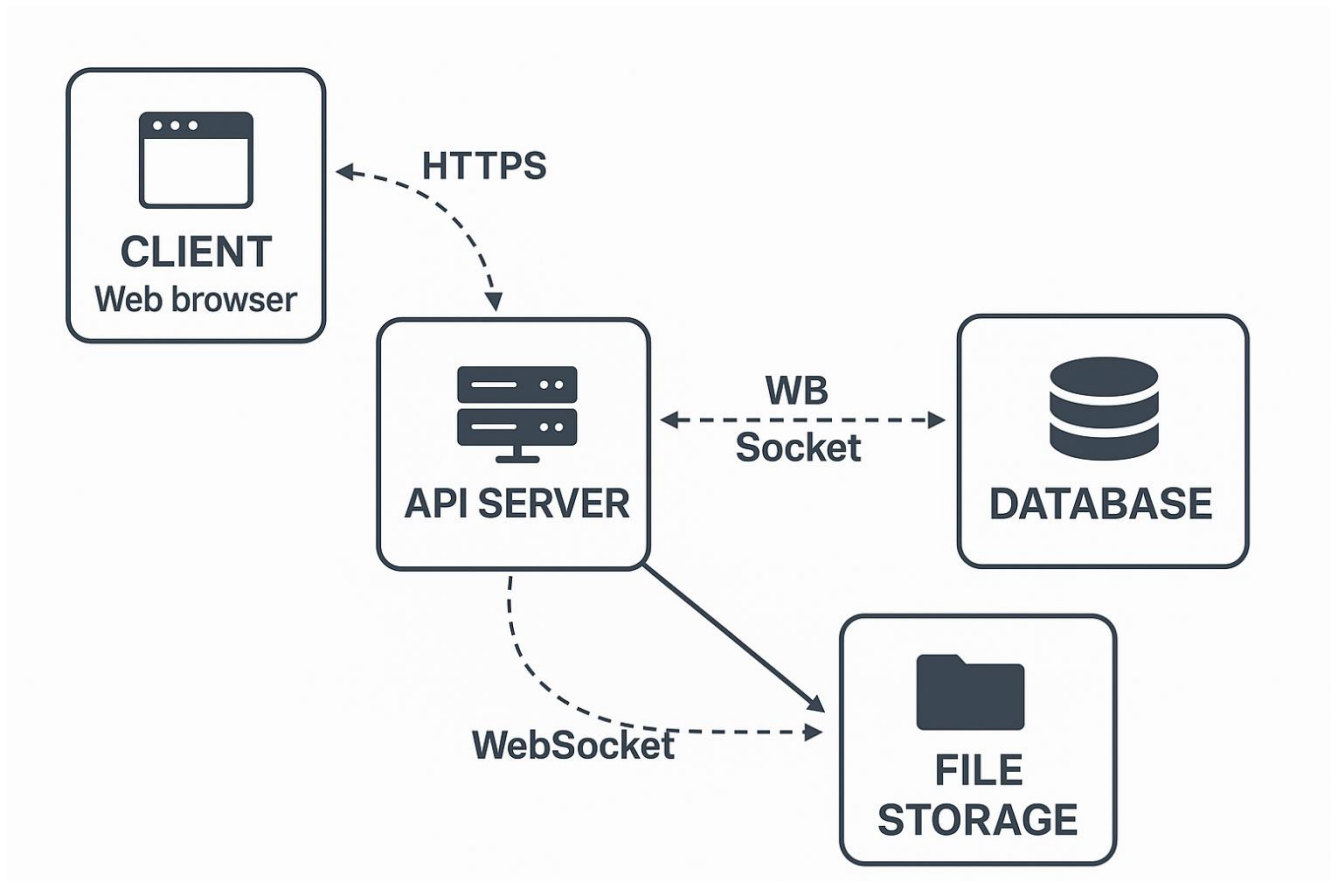 CLIENT
Web browser
HTTPS
API SERVER
WB
Socket
DATABASE
WebSocket
FILE
STORAGE